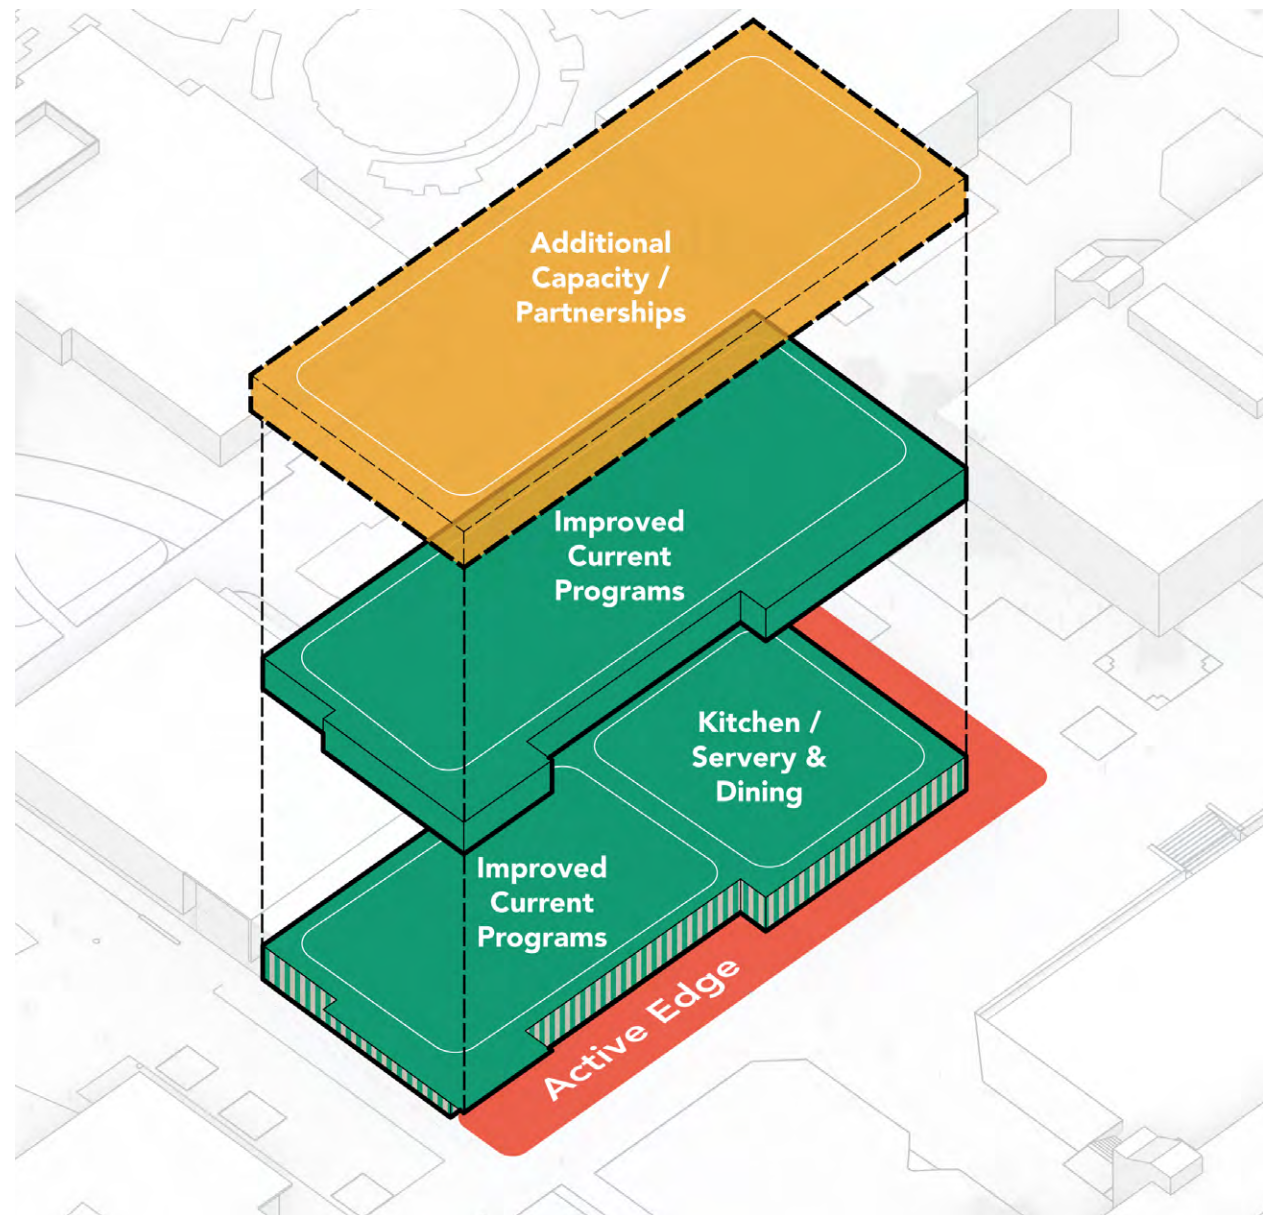 Additional
Capacity /
Partnerships
Improved
Current
Programs
Kitchen /
Servery &
Dining
Improved
Current
Programs
Active Edge